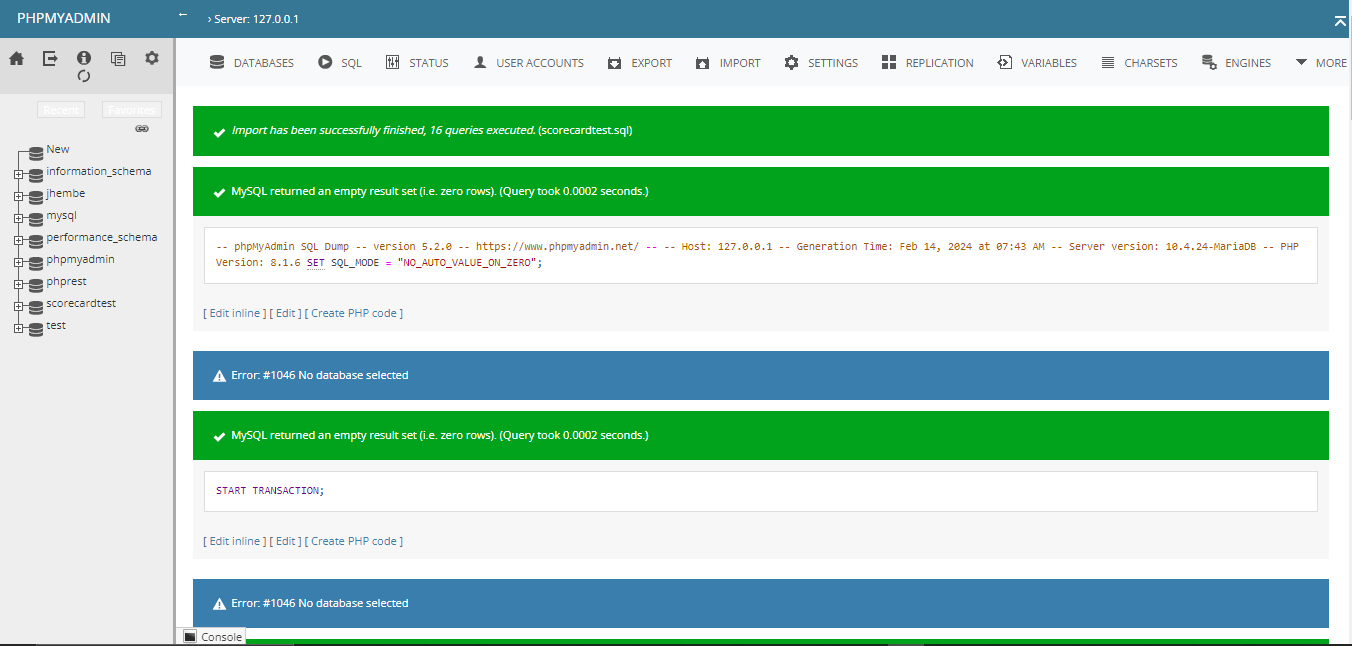 PHPMYADMIN
← › Server: 127.0.0.1
Recent Favorites
New
information_schema
jhembe
mysql
performance_schema
phpmyadmin
phprest
scorecardtest
test
DATABASES SQL STATUS USER ACCOUNTS EXPORT IMPORT SETTINGS REPLICATION VARIABLES CHARSETS ENGINES MORE
Import has been successfully finished, 16 queries executed. (scorecardtest.sql)
MySQL returned an empty result set (i.e. zero rows). (Query took 0.0002 seconds.)
-- phpMyAdmin SQL Dump -- version 5.2.0 -- https://www.phpmyadmin.net/ -- -- Host: 127.0.0.1 -- Generation Time: Feb 14, 2024 at 07:43 AM -- Server version: 10.4.24-MariaDB -- PHP
Version: 8.1.6 SET SQL_MODE = "NO_AUTO_VALUE_ON_ZERO";
[ Edit inline ] [ Edit ] [ Create PHP code ]
Error: #1046 No database selected
MySQL returned an empty result set (i.e. zero rows). (Query took 0.0002 seconds.)
START TRANSACTION;
[ Edit inline ] [ Edit ] [ Create PHP code ]
Error: #1046 No database selected
Console